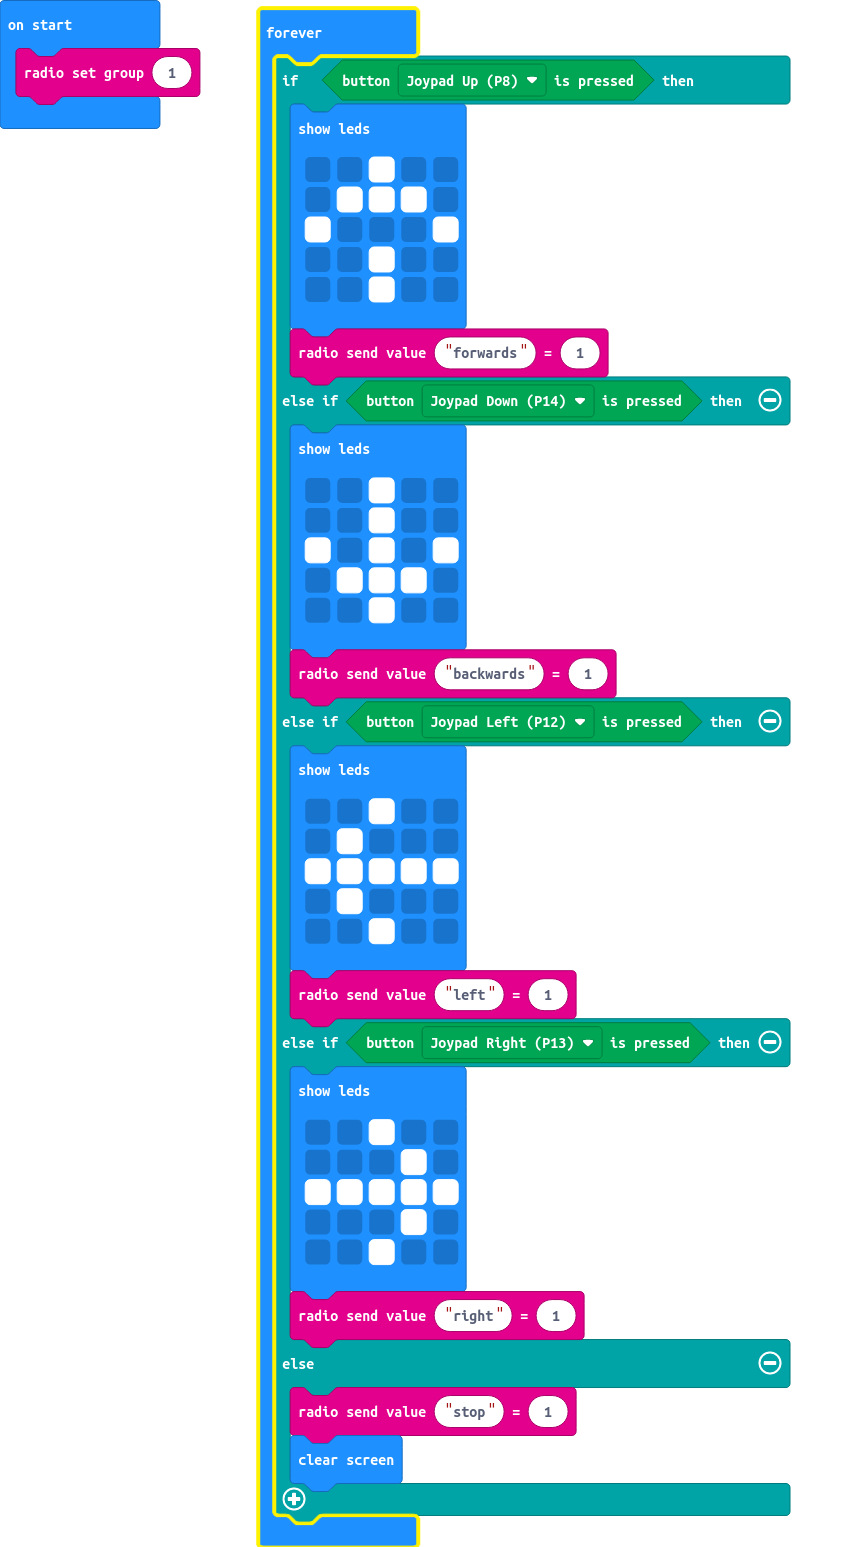 on start
radio set group 1
forever
if button Joypad Up (P8) is pressed then
show leds
radio send value "forwards" = 1
else if button Joypad Down (P14) is pressed then
show leds
radio send value "backwards" = 1
else if button Joypad Left (P12) is pressed then
show leds
radio send value "left" = 1
else if button Joypad Right (P13) is pressed then
show leds
radio send value "right" = 1
else
radio send value "stop" = 1
clear screen